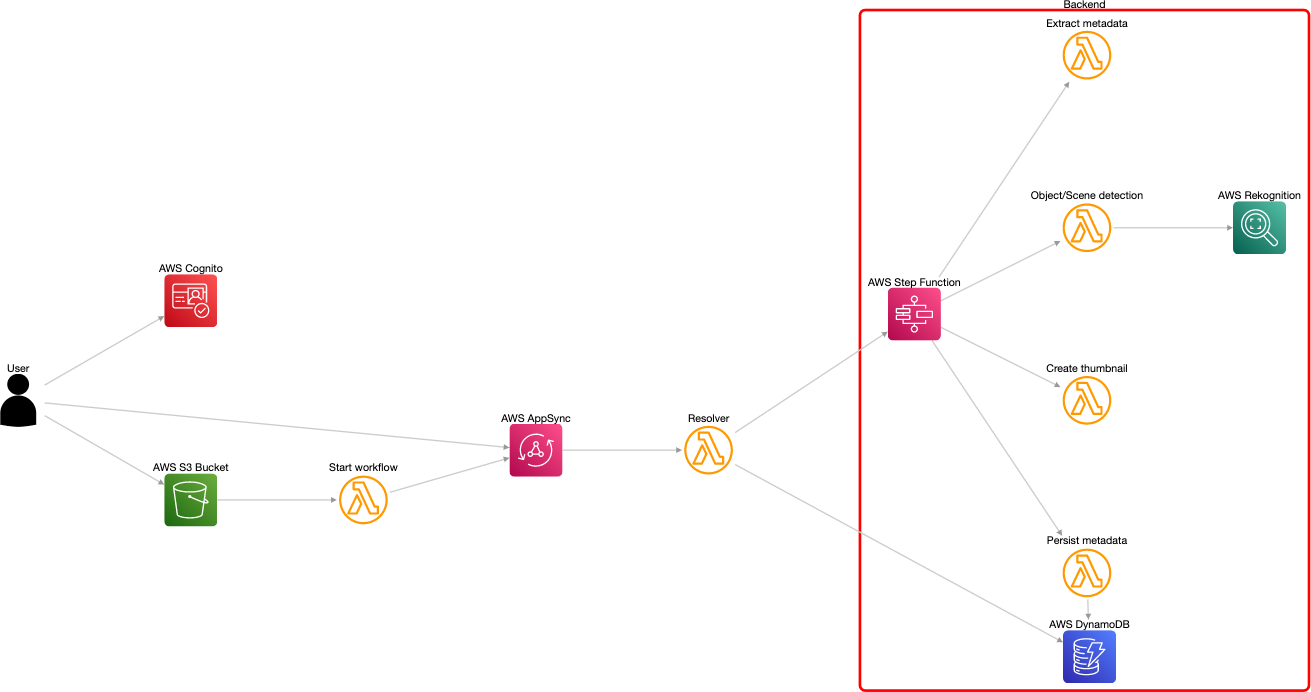 Backend
Extract metadata
Object/Scene detection
AWS Rekognition
AWS Cognito
AWS Step Function
User
Create thumbnail
AWS AppSync
Resolver
AWS S3 Bucket
Start workflow
Persist metadata
AWS DynamoDB